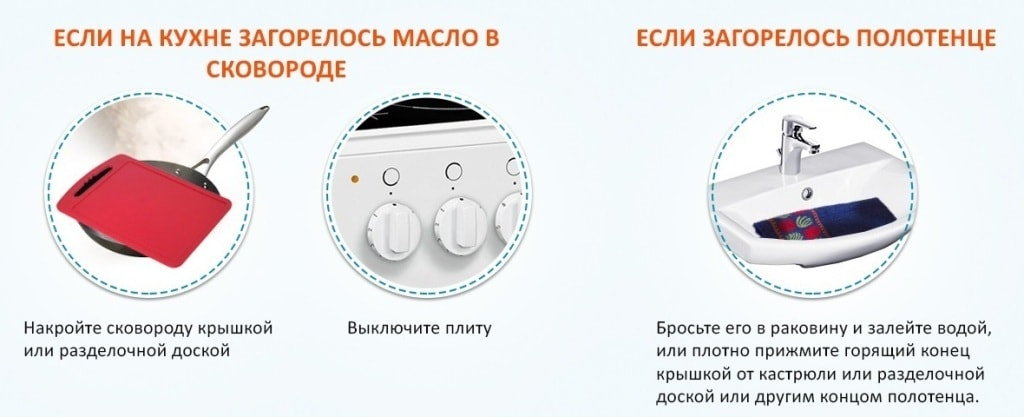 ЕСЛИ НА КУХНЕ ЗАГОРЕЛОСЬ МАСЛО В
СКОВОРОДЕ
Накройте сковороду крышкой
или разделочной доской
Выключите плиту
ЕСЛИ ЗАГОРЕЛОСЬ ПОЛОТЕНЦЕ
Бросьте его в раковину и залейте водой,
или плотно прижмите горящий конец
крышкой от кастрюли или разделочной
доской или другим концом полотенца.